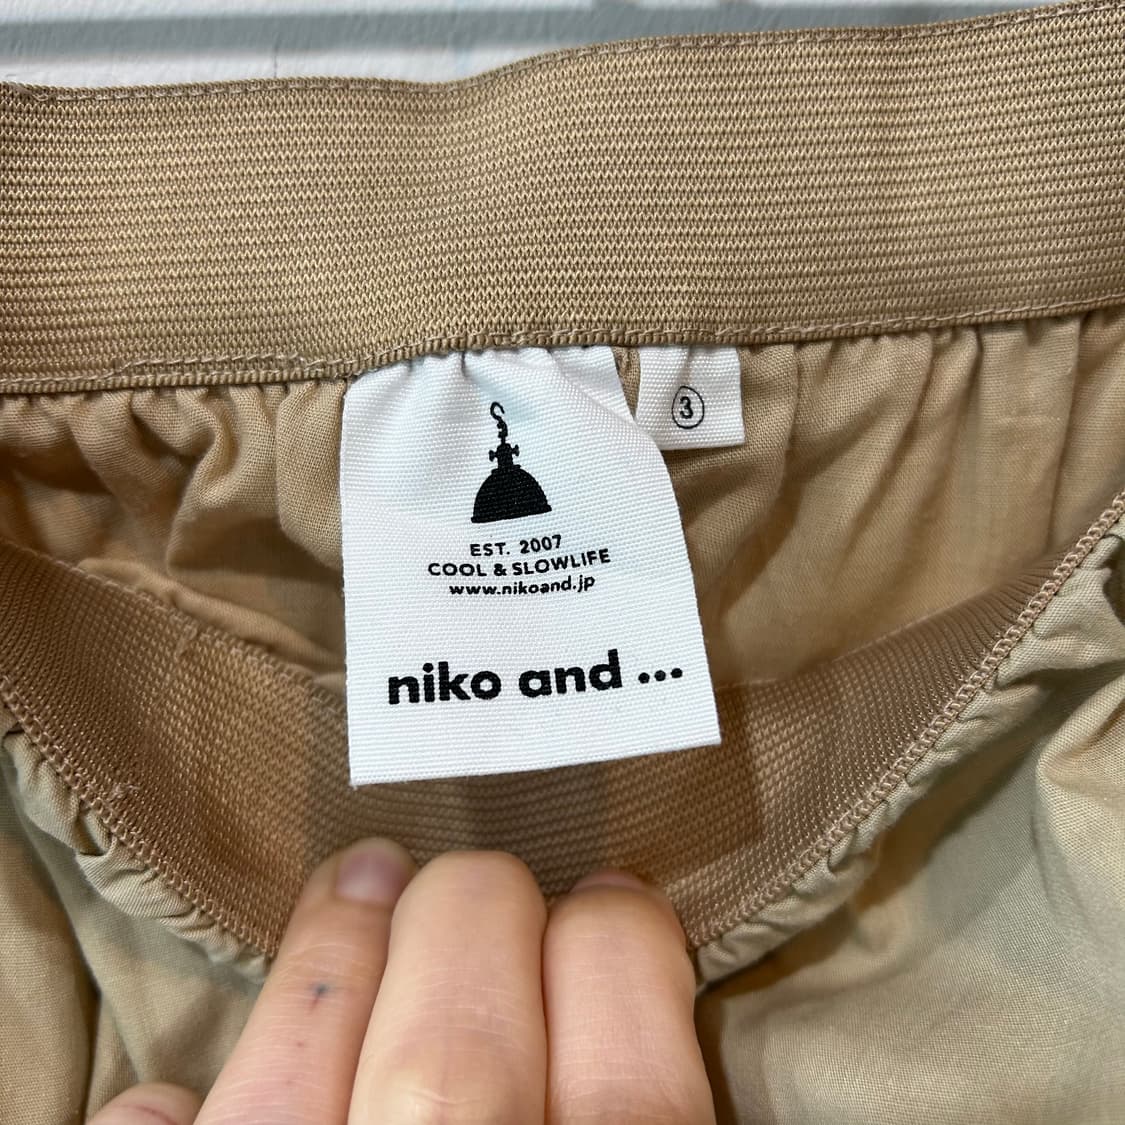 3
EST. 2007
COOL & SLOWLIFE
www.nikoand.jp
niko and ...